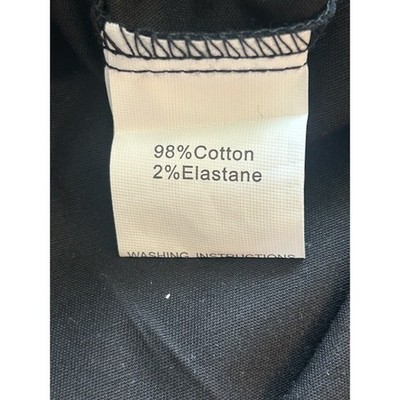 98%Cotton
2%Elastane
WASHING INSTRUCTIONS